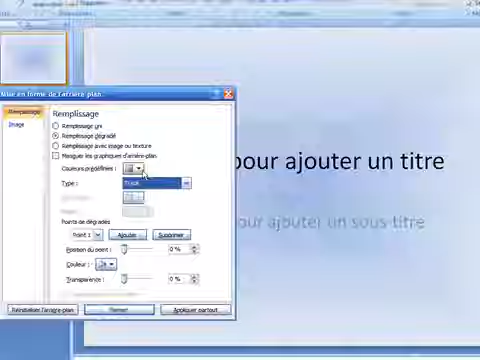 Mise en forme de l'arrière-plan
Remplissage
Image
Remplissage
Remplissage uni
Remplissage dégradé
Remplissage avec image ou texture
Masquer les graphiques d'arrière-plan
Couleurs prédéfinies :
Type :
Points de dégradés
Point 1
Ajouter
Supprimer
Position du point :
0 %
Couleur :
Transparence :
0 %
Réinitialiser l'arrière-plan
Fermer
Appliquer partout
pour ajouter un titre
pour ajouter un sous-titre